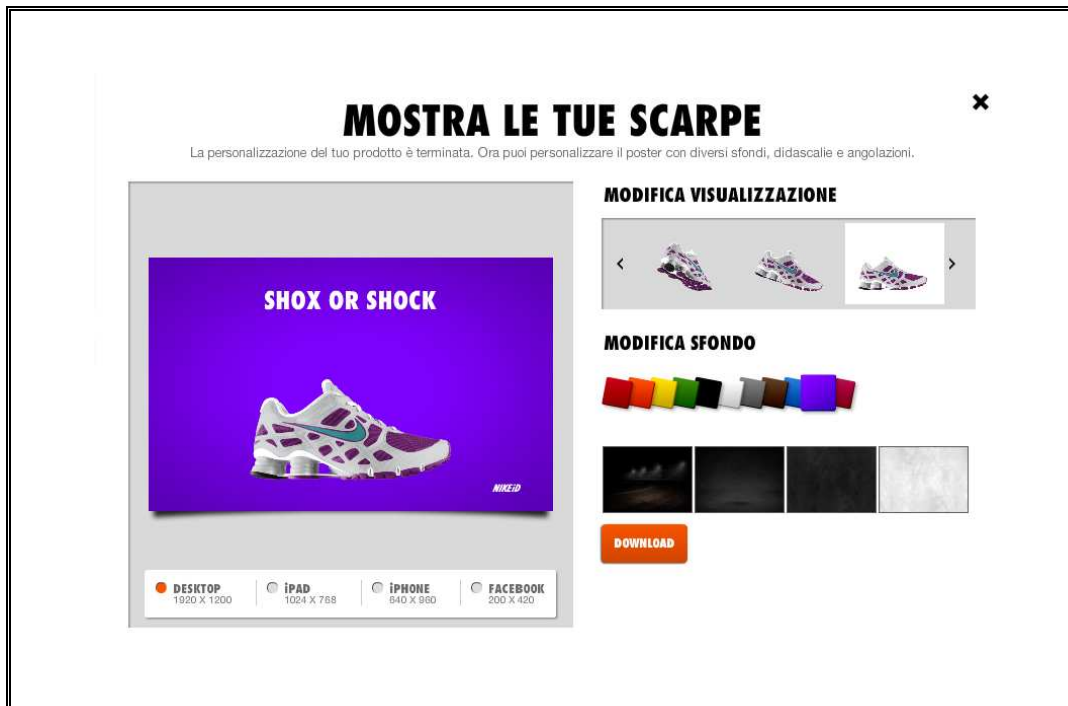 MOSTRA LE TUE SCARPE
La personalizzazione del tuo prodotto è terminata. Ora puoi personalizzare il poster con diversi sfondi, didascalie e angolazioni.
SHOX OR SHOCK
NIKEiD
DESKTOP
1920 X 1200
iPAD
1024 X 768
iPHONE
640 X 960
FACEBOOK
200 X 420
MODIFICA VISUALIZZAZIONE
MODIFICA SFONDO
DOWNLOAD